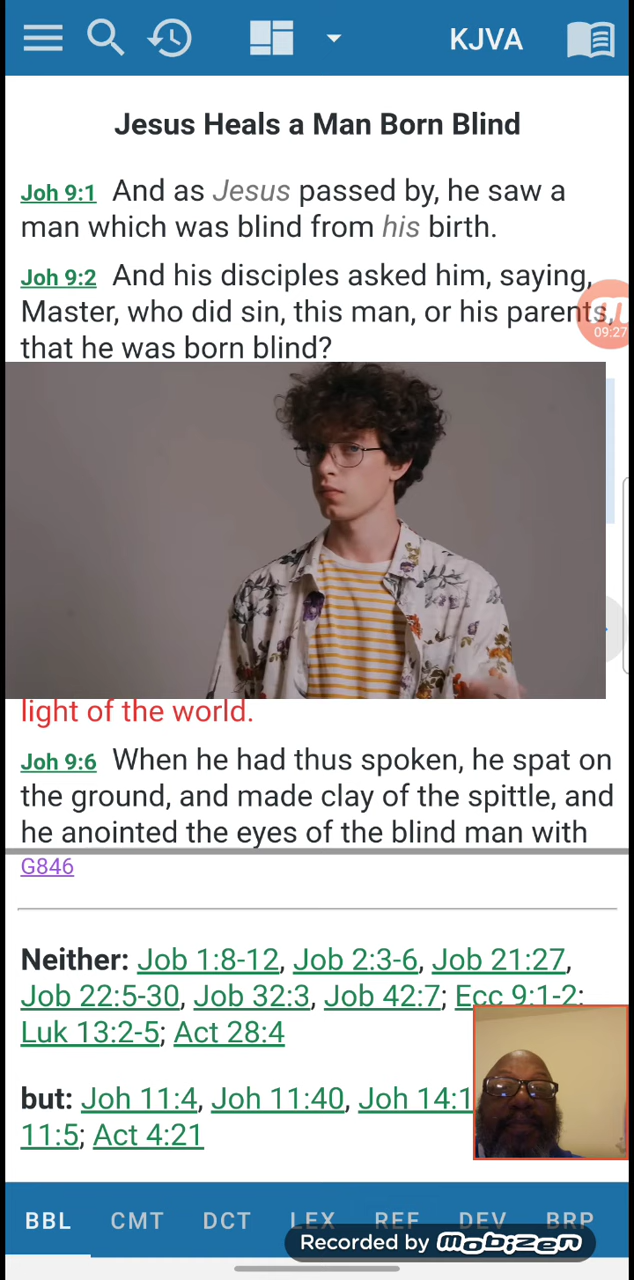 KJVA
Jesus Heals a Man Born Blind
Joh 9:1 And as Jesus passed by, he saw a
man which was blind from his birth.
Joh 9:2 And his disciples asked him, saying,
Master, who did sin, this man, or his parents,
09:27
that he was born blind?
light of the world.
Joh 9:6 When he had thus spoken, he spat on
the ground, and made clay of the spittle, and
he anointed the eyes of the blind man with
G846
Neither: Job 1:8-12, Job 2:3-6, Job 21:27,
Job 22:5-30, Job 32:3, Job 42:7; Ecc 9:1-2;
Luk 13:2-5; Act 28:4
but: Joh 11:4, Joh 11:40, Joh 14:1
11:5; Act 4:21
BBL CMT DCT LEX REF DEV BRP
Recorded by mobizen